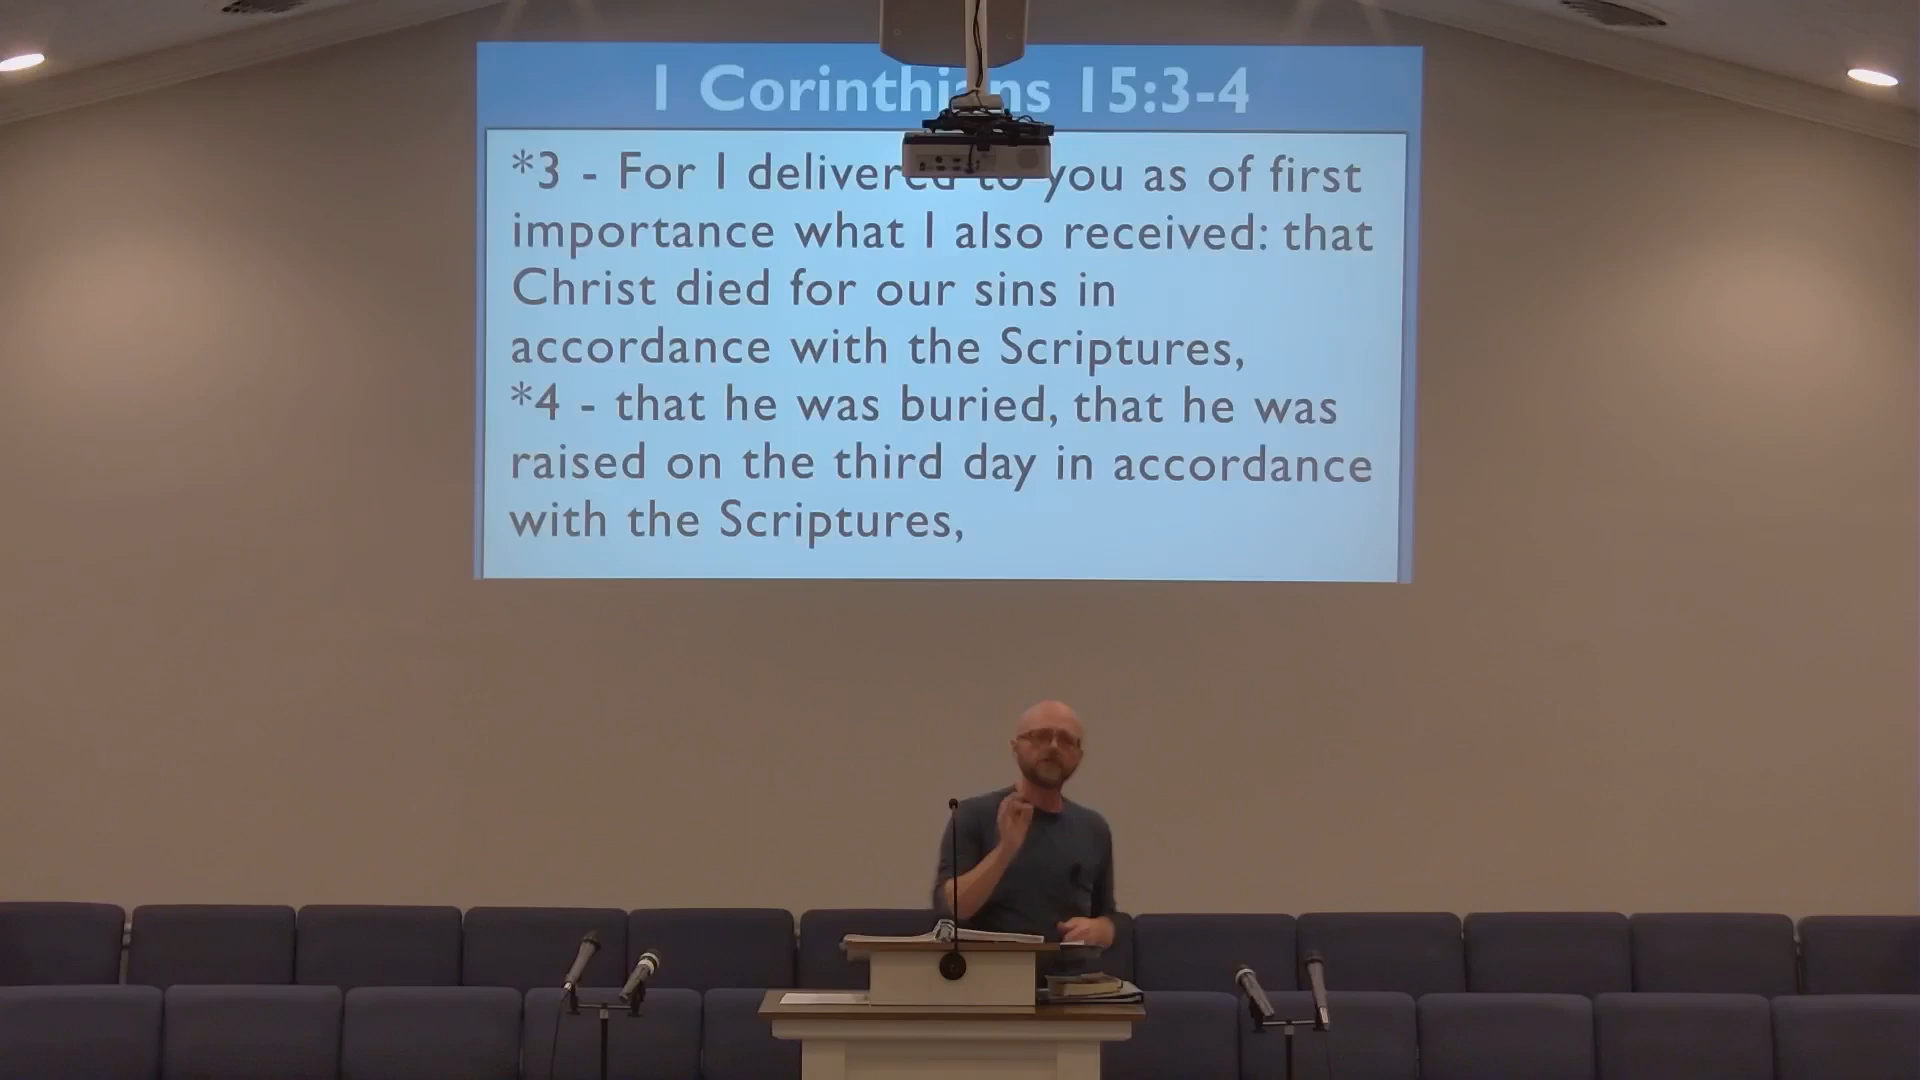 1 Corinthians 15:3-4
*3 - For I delivered to you as of first
importance what I also received: that
Christ died for our sins in
accordance with the Scriptures,
*4 - that he was buried, that he was
raised on the third day in accordance
with the Scriptures,